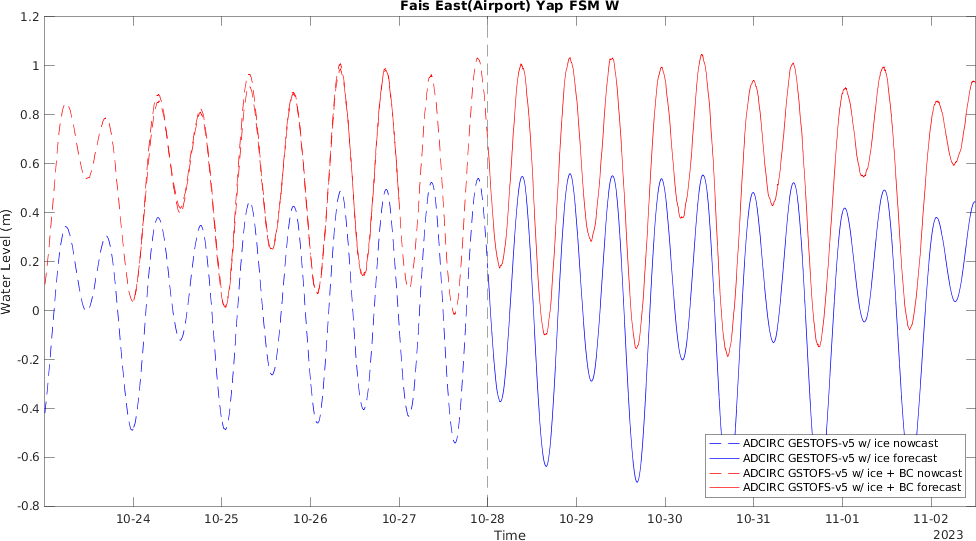 Fais East(Airport) Yap FSM W
1.2
1
0.8
0.6
0.4
0.2
0
-0.2
-0.4
-0.6
-0.8
Water Level (m)
ADCIRC GESTOFS-v5 w/ ice nowcast
ADCIRC GESTOFS-v5 w/ ice forecast
ADCIRC GSTOFS-v5 w/ ice + BC nowcast
ADCIRC GSTOFS-v5 w/ ice + BC forecast
10-24 10-25 10-26 10-27 10-28 10-29 10-30 10-31 11-01 11-02
Time
2023